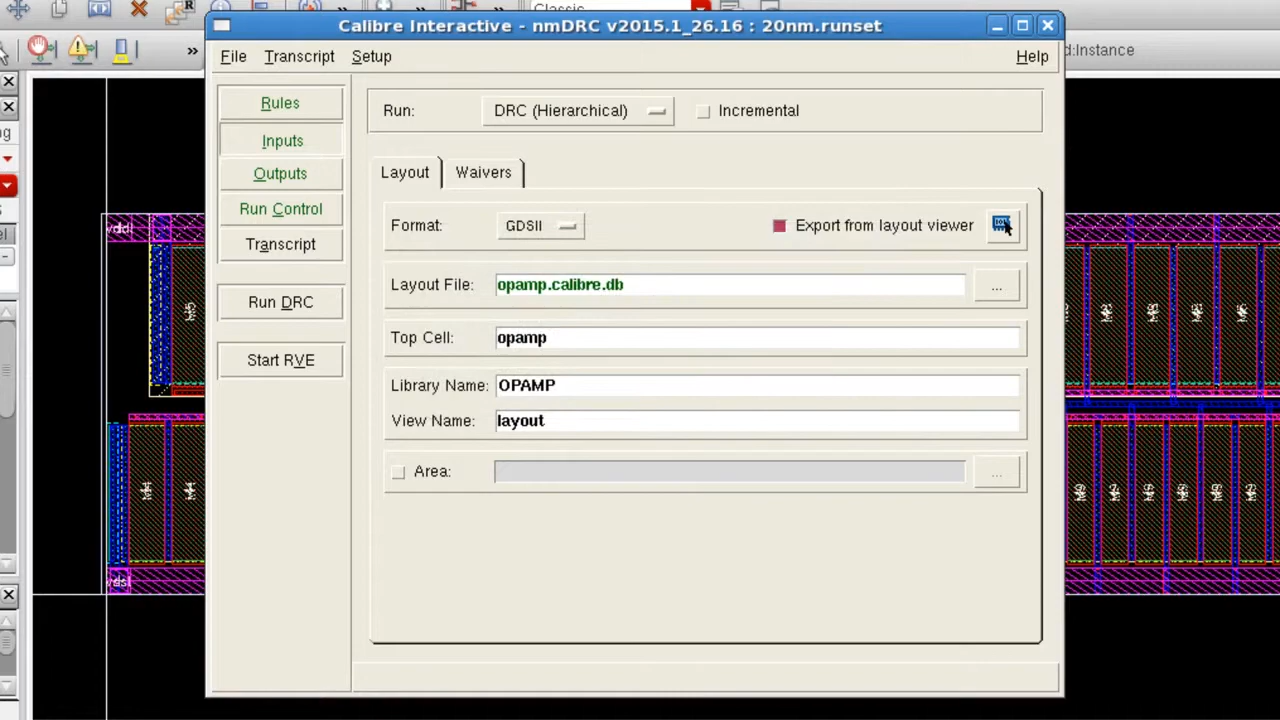 Classic
Calibre Interactive - nmDRC v2015.1_26.16 : 20nm.runset
»
d:Instance
File Transcript Setup Help
Rules
Inputs
Outputs
Run Control
Transcript
Run DRC
Start RVE
Run: DRC (Hierarchical) Incremental
Layout Waivers
Format: GDSII Export from layout viewer
Layout File: opamp.calibre.db ...
Top Cell: opamp
Library Name: OPAMP
View Name: layout
Area: ...